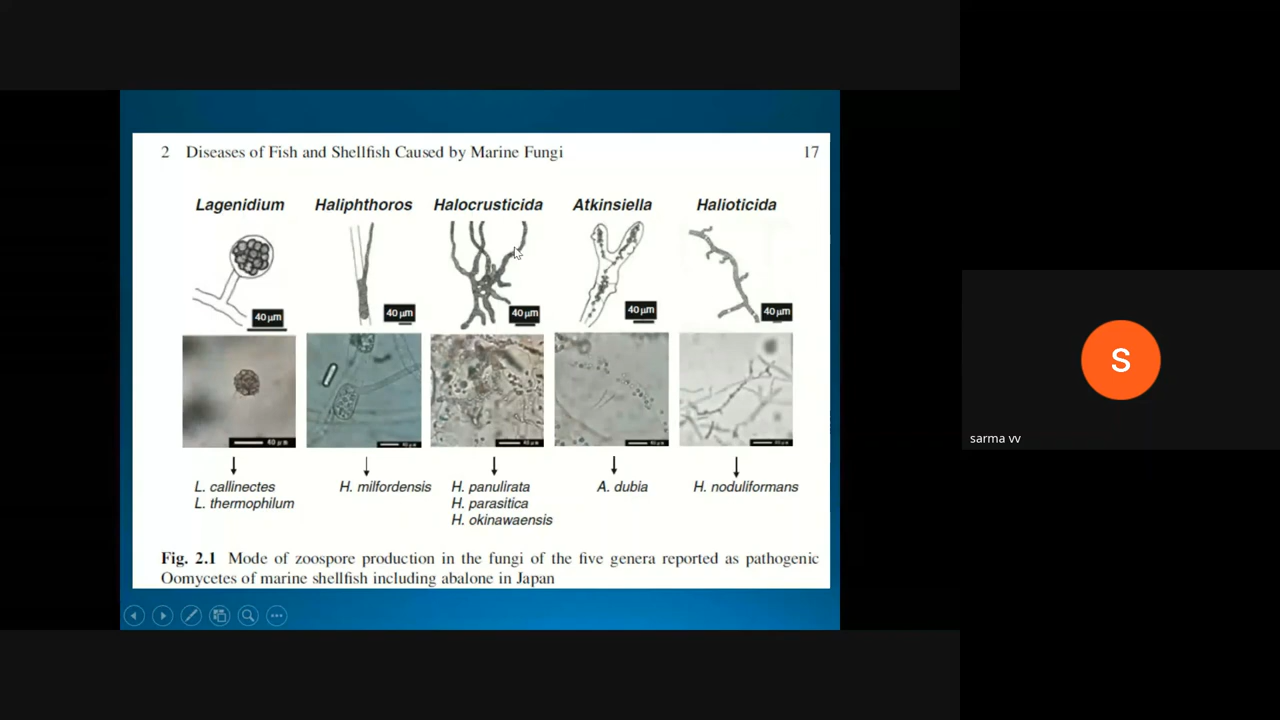 2 Diseases of Fish and Shellfish Caused by Marine Fungi 17
Lagenidium Haliphthoros Halocrusticida Atkinsiella Halioticida
40 µm 40 µm 40 µm 40 µm 40 µm
L. callinectes H. milfordensis H. panulirata A. dubia H. noduliformans
L. thermophilum H. parasitica
H. okinawaensis
Fig. 2.1 Mode of zoospore production in the fungi of the five genera reported as pathogenic
Oomycetes of marine shellfish including abalone in Japan
S
sarma vv